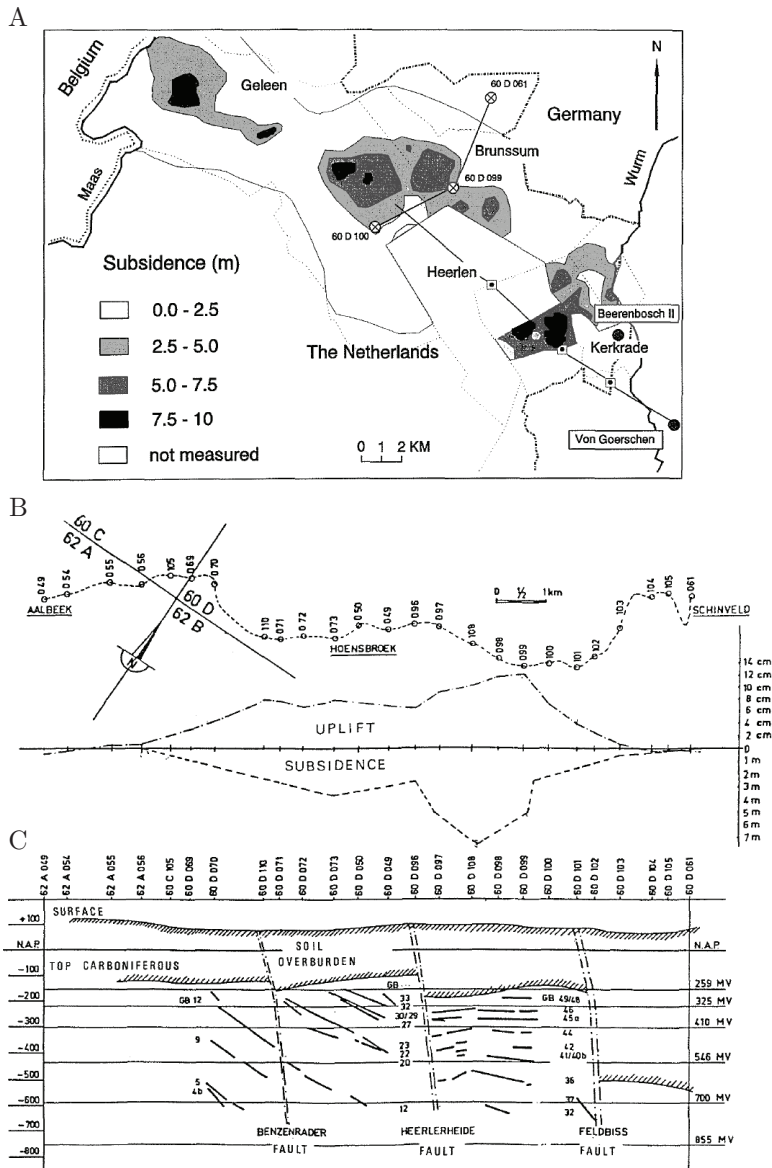 A
Belgium
Maas
Geleen
60 D 061
Germany
Brunssum
60 D 099
60 D 100
N
Wurm
Heerlen
Beerenbosch II
Kerkrade
Von Goerschen
The Netherlands
Subsidence (m)
0.0 - 2.5
2.5 - 5.0
5.0 - 7.5
7.5 - 10
not measured
0 1 2 KM
B
60 C
62 A
60 D
62 B
N
049
054
055
056
105
069
070
110
071
072
073
050
049
096
097
108
098
099
100
101
102
103
104
105
061
AALBEEK
HOENSBROEK
SCHINVELD
0 ½ 1km
14 cm
12 cm
10 cm
8 cm
6 cm
4 cm
2 cm
0
1 m
2 m
3 m
4 m
5 m
6 m
7 m
UPLIFT
SUBSIDENCE
C
62 A 049
62 A 054
62 A 055
62 A 056
60 C 105
60 D 069
60 D 070
60 D 110
60 D 071
60 D 072
60 D 073
60 D 050
60 D 049
60 D 096
60 D 097
60 D 108
60 D 098
60 D 099
60 D 100
60 D 101
60 D 102
60 D 103
60 D 104
60 D 105
60 D 061
SURFACE
+100
N.A.P.
SOIL
OVERBURDEN
N.A.P.
-100
TOP CARBONIFEROUS
GB
259 MV
-200
GB 12
33
32
GB 49/48
325 MV
30/29
46
45a
-300
27
410 MV
9
44
-400
23
22
20
42
41/40b
546 MV
-500
5
4b
36
-600
12
37
32
700 MV
-700
BENZENRADER
FAULT
HEERLERHEIDE
FAULT
FELDBISS
FAULT
-800
855 MV